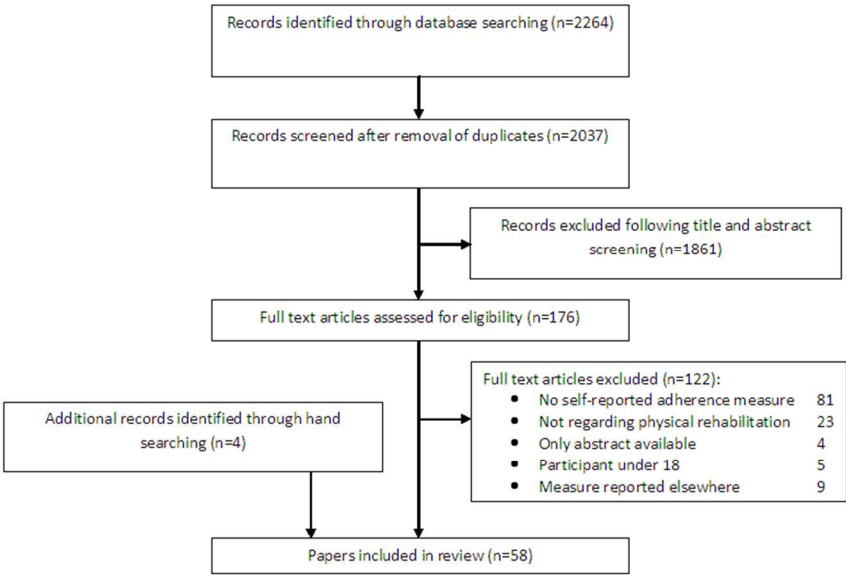 Records identified through database searching (n=2264)
Records screened after removal of duplicates (n=2037)
Records excluded following title and abstract
screening (n=1861)
Full text articles assessed for eligibility (n=176)
Full text articles excluded (n=122):
• No self-reported adherence measure 81
• Not regarding physical rehabilitation 23
• Only abstract available 4
• Participant under 18 5
• Measure reported elsewhere 9
Additional records identified through hand
searching (n=4)
Papers included in review (n=58)